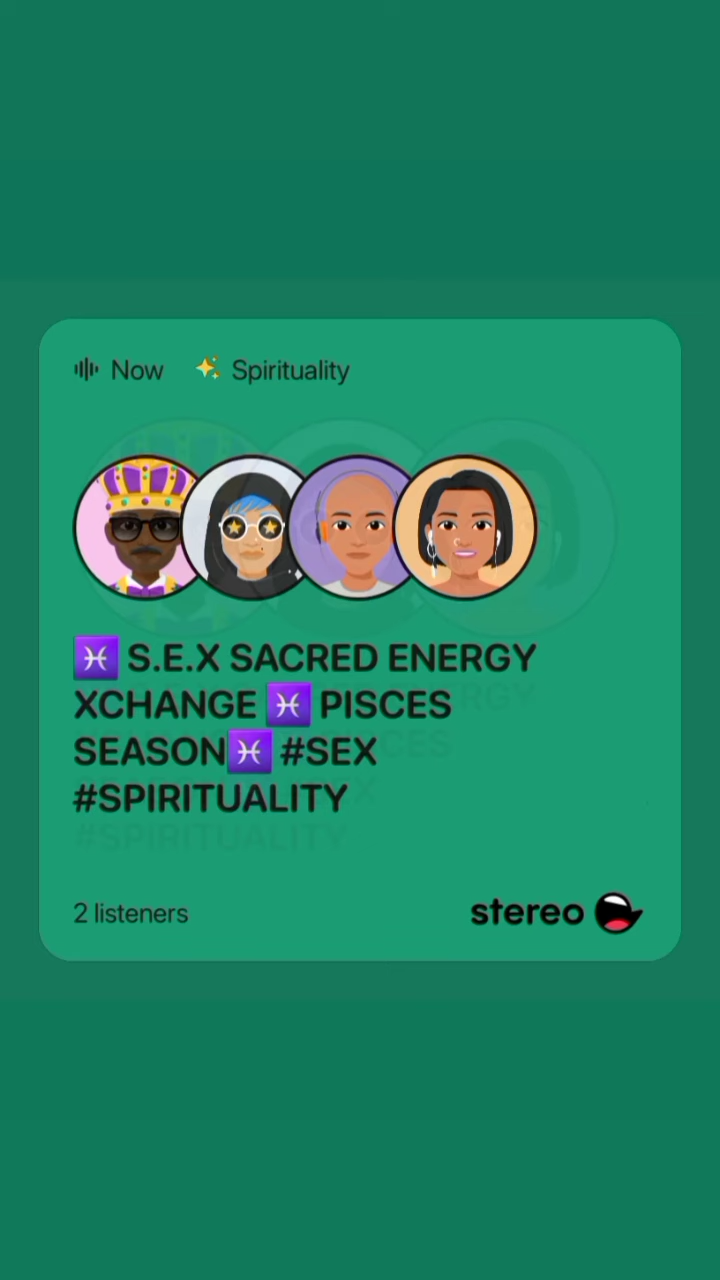 Now ✨ Spirituality
♓ S.E.X SACRED ENERGY
XCHANGE ♓ PISCES
SEASON♓ #SEX
#SPIRITUALITY
2 listeners
stereo